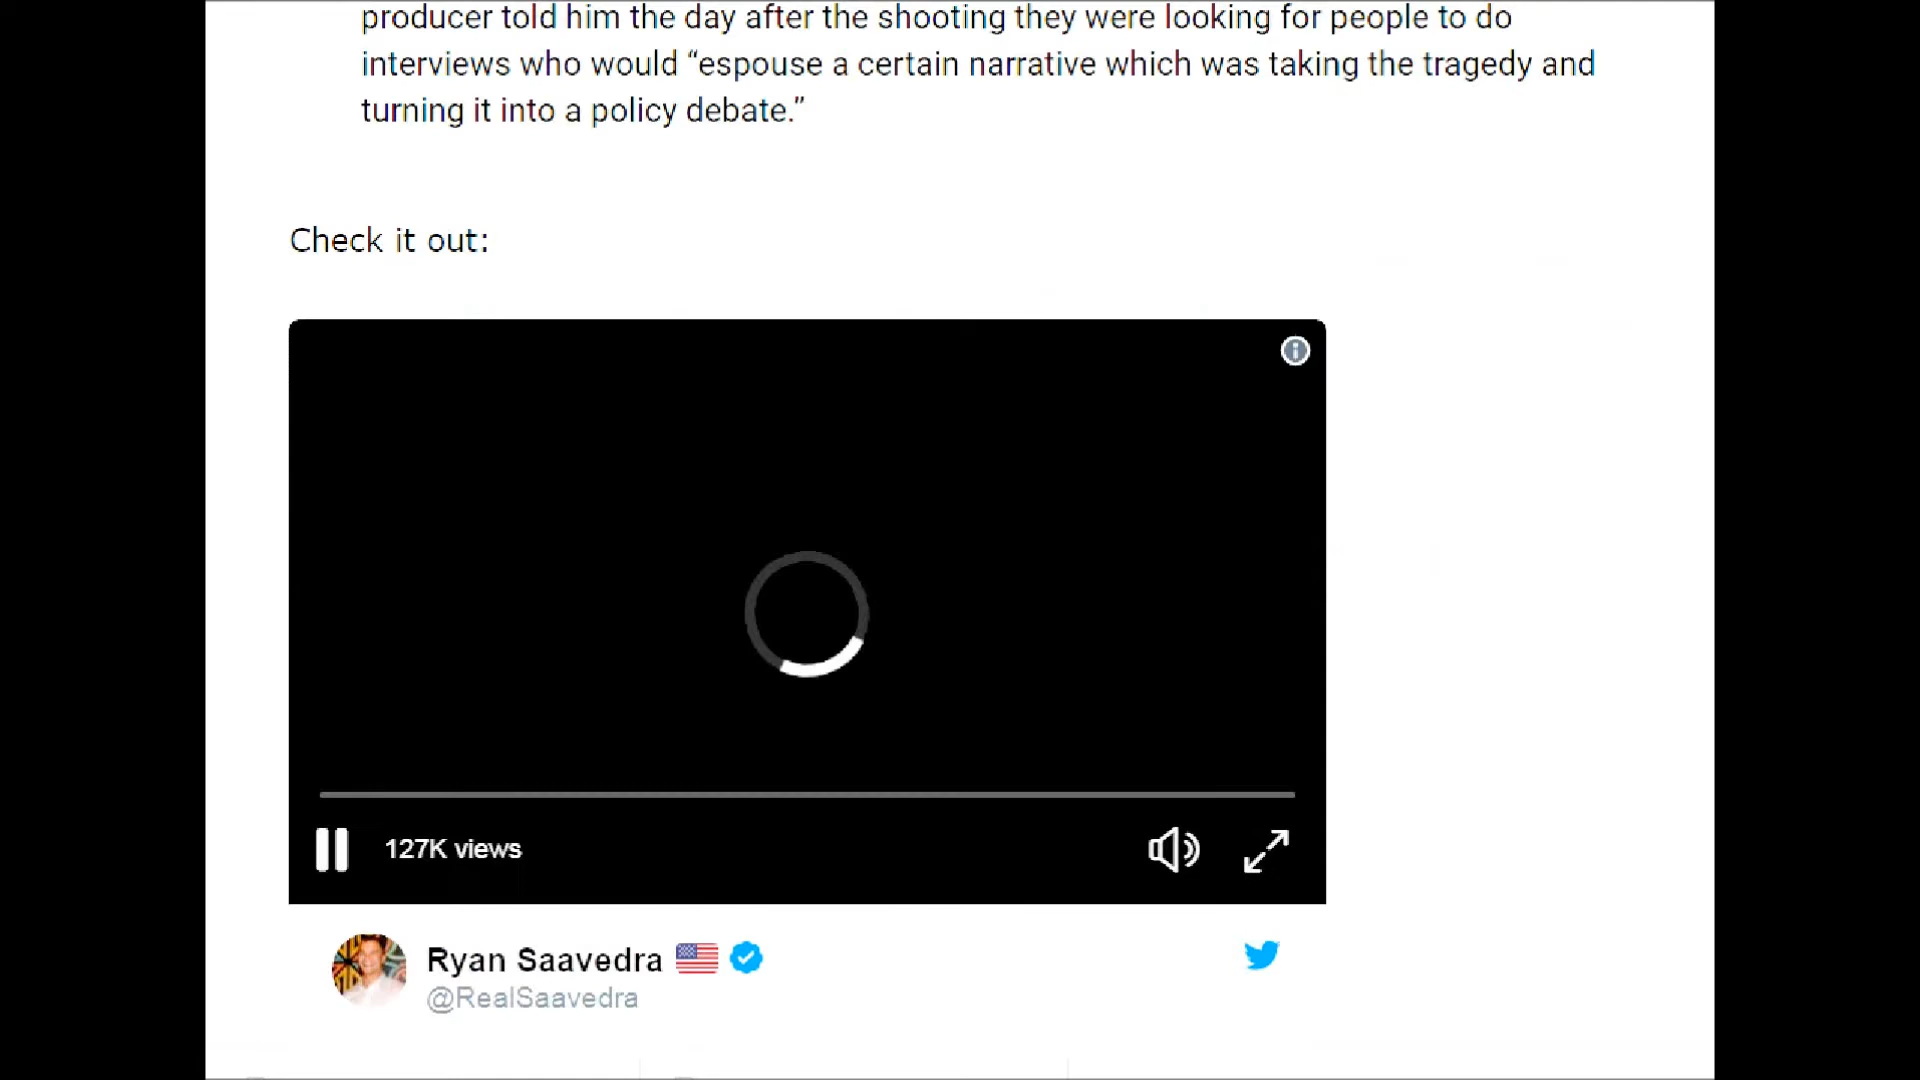 producer told him the day after the shooting they were looking for people to do
interviews who would “espouse a certain narrative which was taking the tragedy and
turning it into a policy debate.”
Check it out:
127K views
Ryan Saavedra
@RealSaavedra